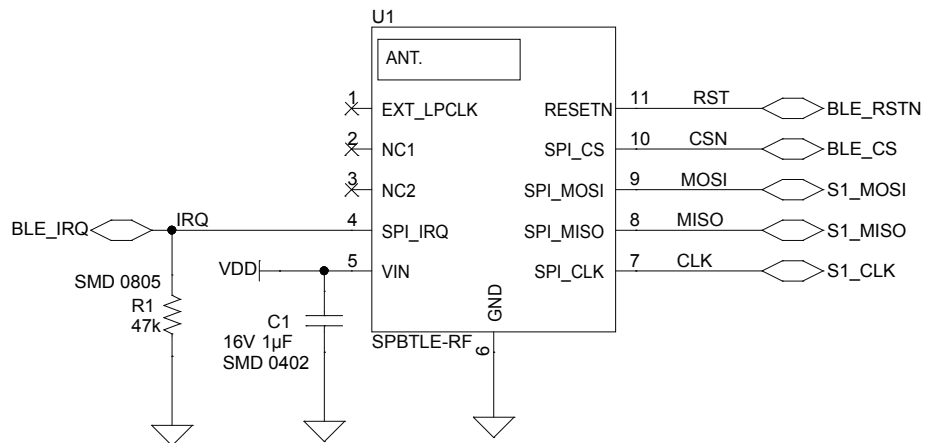 U1
ANT.
1 EXT_LPCLK
RESETN 11 RST BLE_RSTN
2 NC1
SPI_CS 10 CSN BLE_CS
3 NC2
SPI_MOSI 9 MOSI S1_MOSI
BLE_IRQ IRQ 4 SPI_IRQ
SPI_MISO 8 MISO S1_MISO
VDD 5 VIN
SPI_CLK 7 CLK S1_CLK
SMD 0805
R1
47k
C1
16V 1µF
SMD 0402
GND
SPBTLE-RF
6